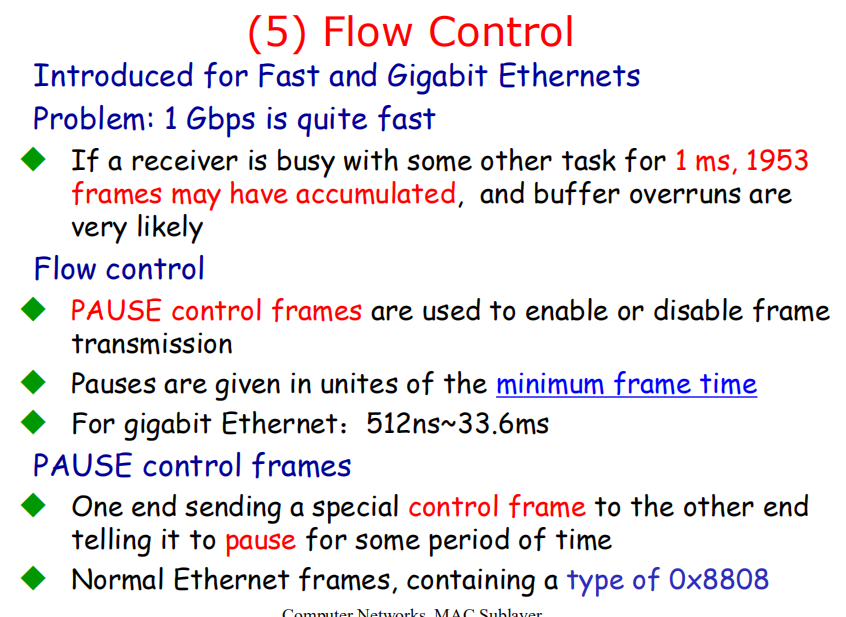 (5) Flow Control
Introduced for Fast and Gigabit Ethernets
Problem: 1 Gbps is quite fast
If a receiver is busy with some other task for 1 ms, 1953
frames may have accumulated, and buffer overruns are
very likely
Flow control
PAUSE control frames are used to enable or disable frame
transmission
Pauses are given in unites of the minimum frame time
For gigabit Ethernet：512ns~33.6ms
PAUSE control frames
One end sending a special control frame to the other end
telling it to pause for some period of time
Normal Ethernet frames, containing a type of 0x8808
Computer Networks, MAC Sublayer